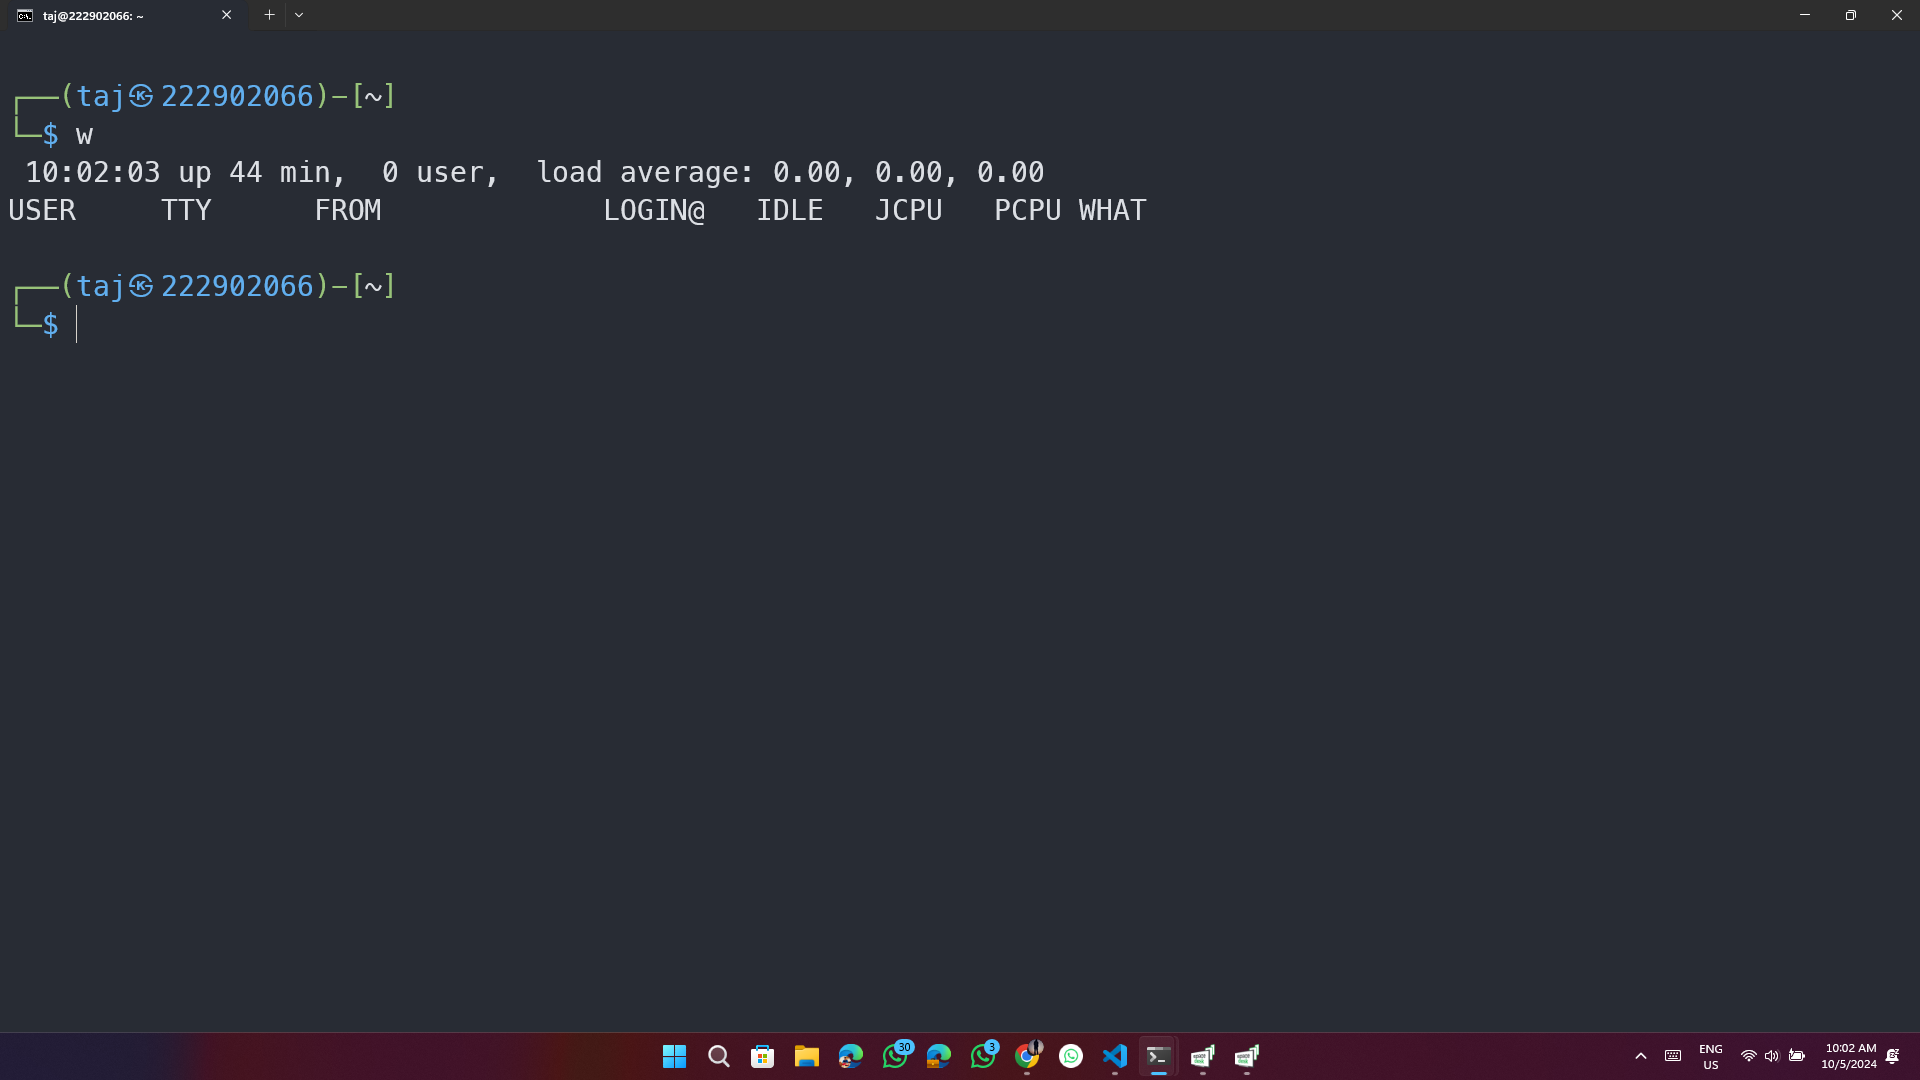 taj@222902066: ~
┌──(taj㉿222902066)-[~]
└─$ w
 10:02:03 up 44 min,  0 user,  load average: 0.00, 0.00, 0.00
USER     TTY      FROM             LOGIN@   IDLE   JCPU   PCPU WHAT
┌──(taj㉿222902066)-[~]
└─$
30
3
ENG
US
10:02 AM
10/5/2024